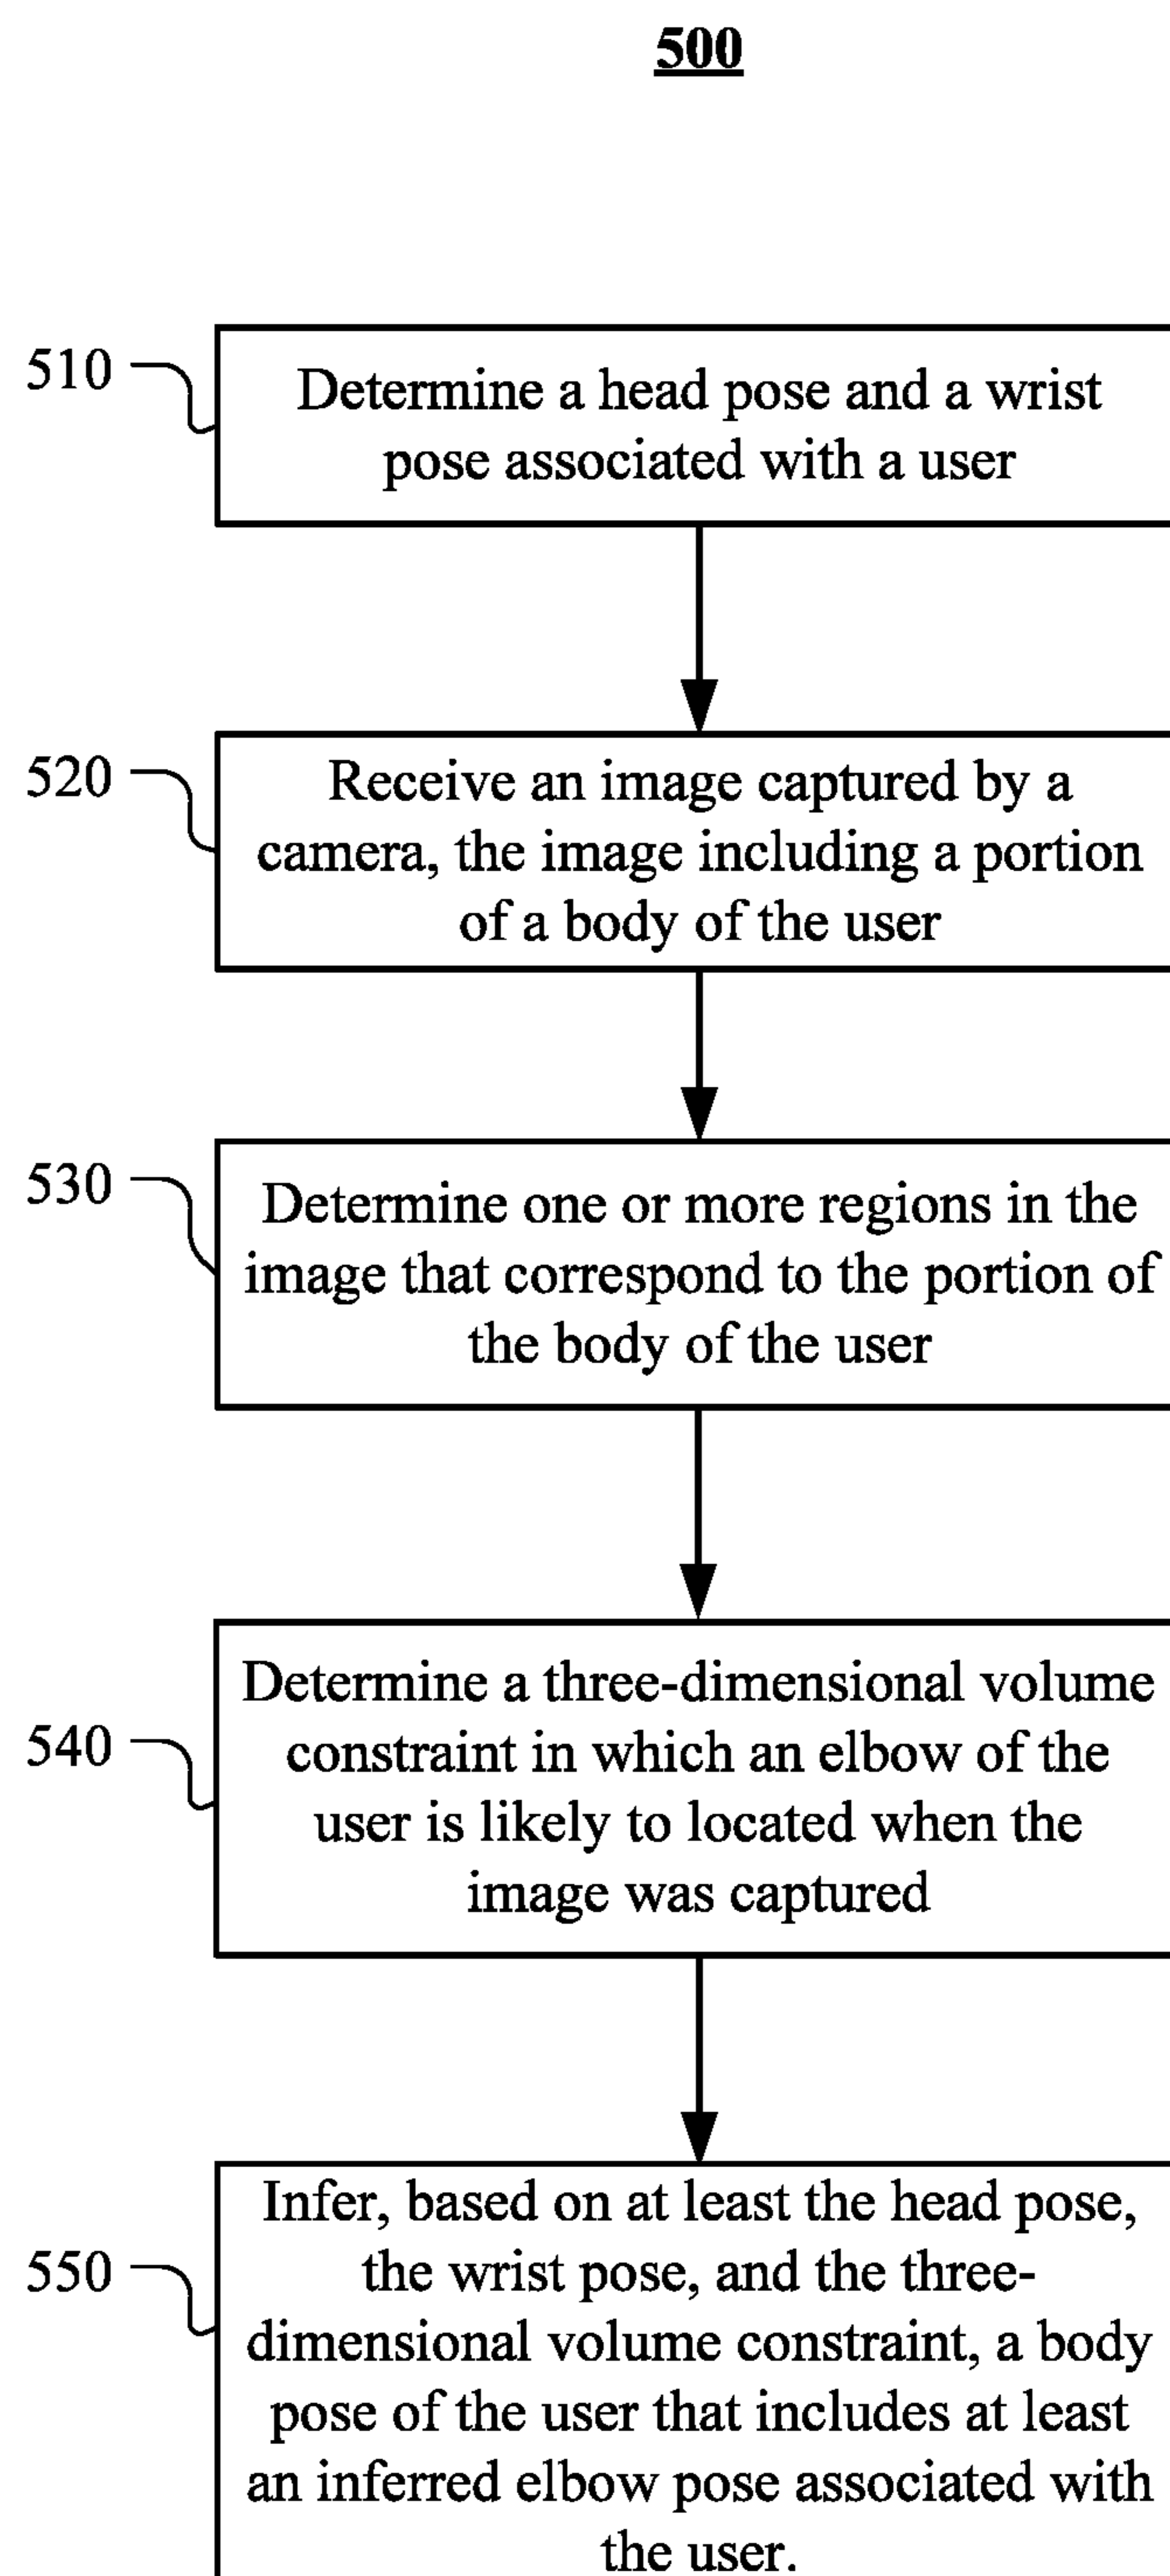 500
510
Determine a head pose and a wrist
pose associated with a user
520
Receive an image captured by a
camera, the image including a portion
of a body of the user
530
Determine one or more regions in the
image that correspond to the portion of
the body of the user
540
Determine a three-dimensional volume
constraint in which an elbow of the
user is likely to located when the
image was captured
550
Infer, based on at least the head pose,
the wrist pose, and the three-
dimensional volume constraint, a body
pose of the user that includes at least
an inferred elbow pose associated with
the user.